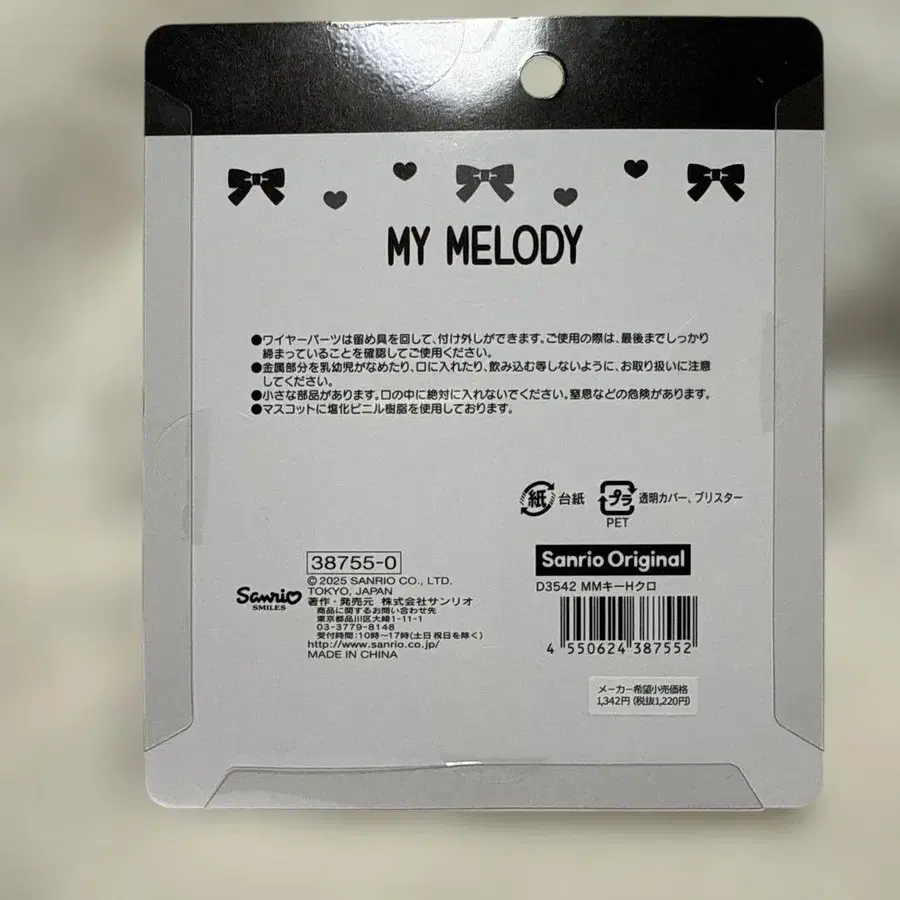 MY MELODY
●ワイヤーパーツは留め具を回して、付け外しができます。ご使用の際は、最後までしっかり
締まっていることを確認してご使用ください。
●金属部分を乳幼児がなめたり、口に入れたり、飲み込む等しないように、お取り扱いに注意
してください。
●小さな部品があります。口の中に絶対に入れないでください。窒息などの危険があります。
●マスコットに塩化ビニル樹脂を使用しております。
紙 台紙 プラ 透明カバー、ブリスター
PET
38755-0
©2025 SANRIO CO., LTD.
TOKYO, JAPAN
著作・発売元 株式会社サンリオ
商品に関するお問い合わせ先
東京都品川区大崎1-11-1
03-3779-8148
受付時間:10時〜17時(土日祝日を除く)
http://www.sanrio.co.jp/
MADE IN CHINA
Sanrio
SMILES
Sanrio Original
D3542 MMキーHクロ
4 550624 387552
メーカー希望小売価格
1,342円(税抜1,220円)